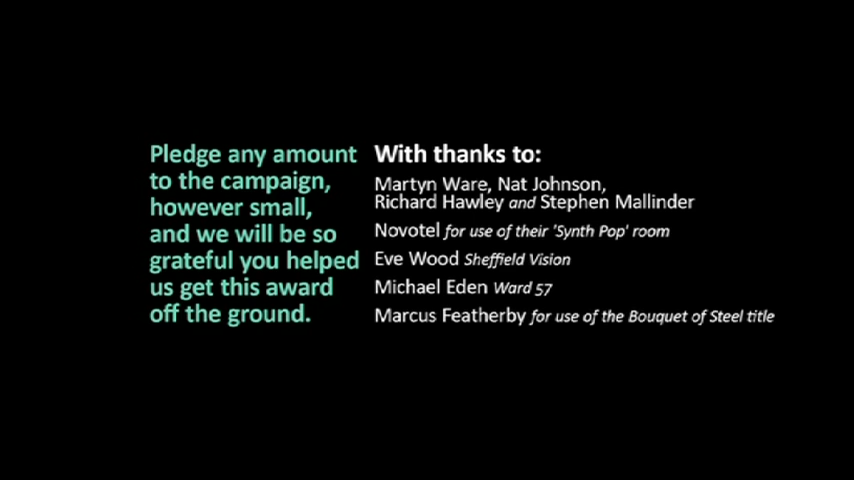 Pledge any amount
to the campaign,
however small,
and we will be so
grateful you helped
us get this award
off the ground.
With thanks to:
Martyn Ware, Nat Johnson,
Richard Hawley and Stephen Mallinder
Novotel for use of their 'Synth Pop' room
Eve Wood Sheffield Vision
Michael Eden Ward 57
Marcus Featherby for use of the Bouquet of Steel title